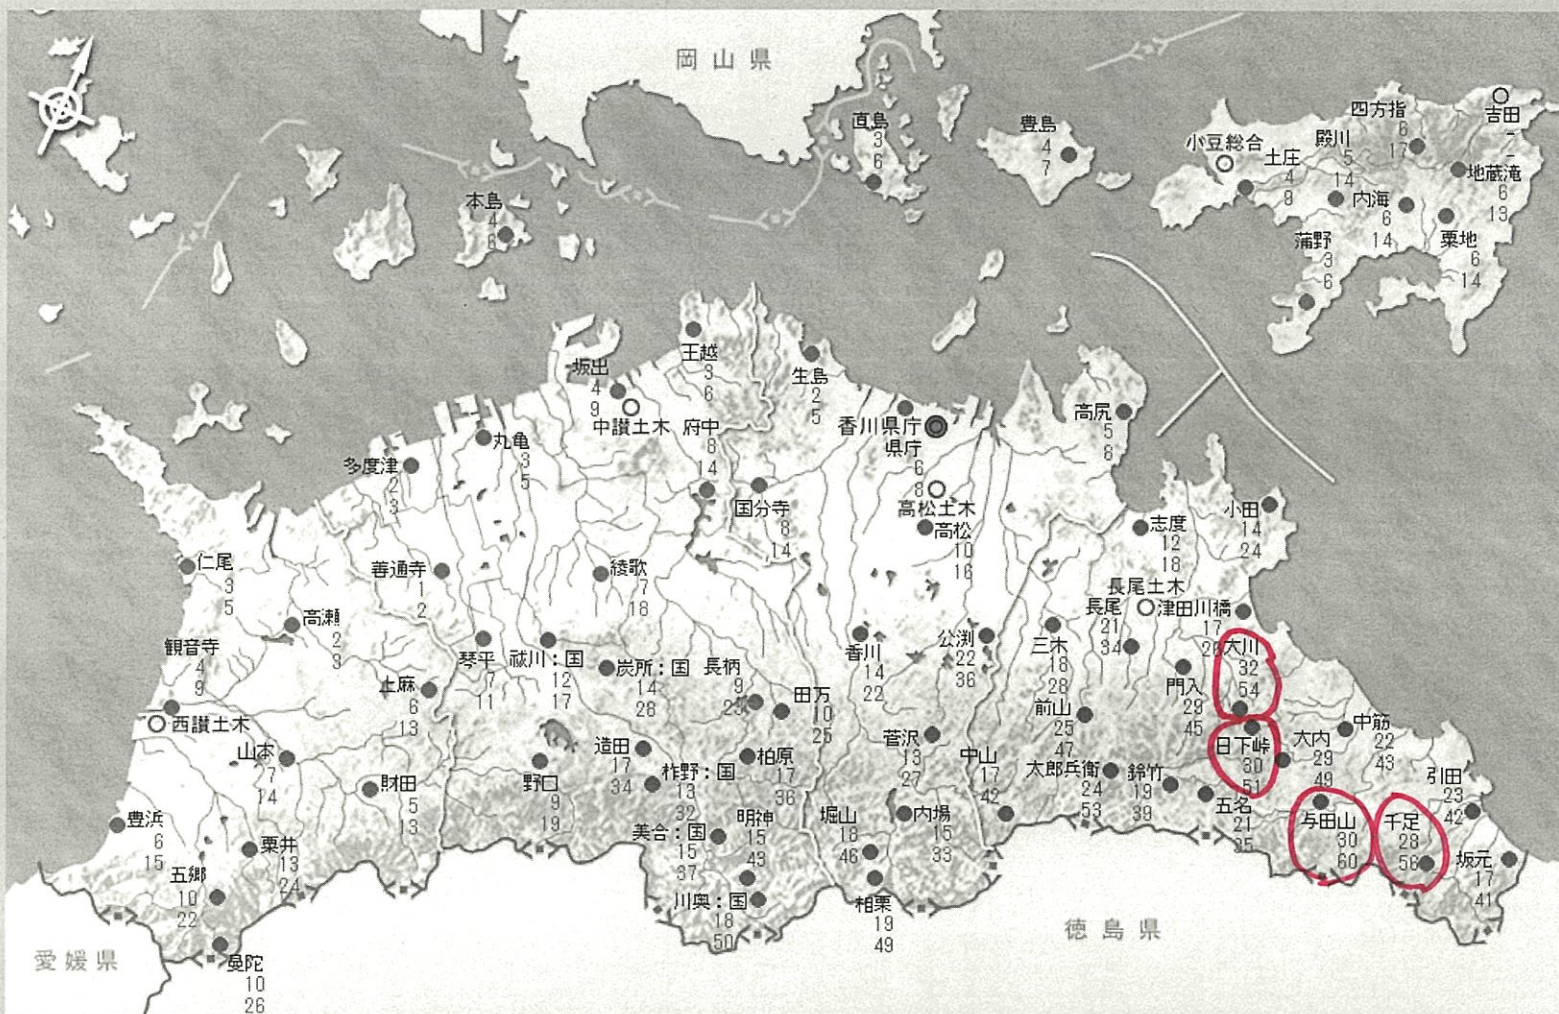 岡山県
直島
3
6
豊島
4
7
小豆総合
土庄
4
9
四方指
6
17
吉田
-
-
殿川
5
14
内海
6
14
地蔵滝
6
13
粟地
6
14
蒲野
3
6
本島
4
6
坂出
4
9
中讃土木
王越
3
6
生島
2
5
府中
8
14
香川県庁
県庁
6
8
高松土木
高松
10
16
高尻
5
8
丸亀
3
5
多度津
2
3
国分寺
8
14
志度
12
18
小田
14
24
仁尾
3
5
善通寺
1
2
綾歌
7
18
長尾土木
長尾
21
34
津田川橋
17
26
高瀬
2
3
観音寺
4
9
西讃土木
琴平
7
11
祓川：国
12
17
炭所：国
14
28
長柄
9
23
田万
10
25
香川
14
22
公渕
22
36
三木
18
28
門入
29
45
大川
32
54
上麻
6
13
前山
25
47
日下峠
30
51
大内
29
49
中筋
22
43
山本
7
14
財田
5
13
野口
9
19
造田
17
34
柞野：国
13
32
柏原
17
36
菅沢
13
27
中山
17
42
太郎兵衛
24
53
鈴竹
19
39
五名
21
35
引田
23
42
豊浜
6
15
粟井
13
24
美合：国
15
37
明神
15
43
堀山
18
46
内場
15
33
与田山
30
60
千足
28
56
坂元
17
41
五郷
10
22
川奥：国
18
50
柏栗
19
49
曼陀
10
26
愛媛県
徳島県